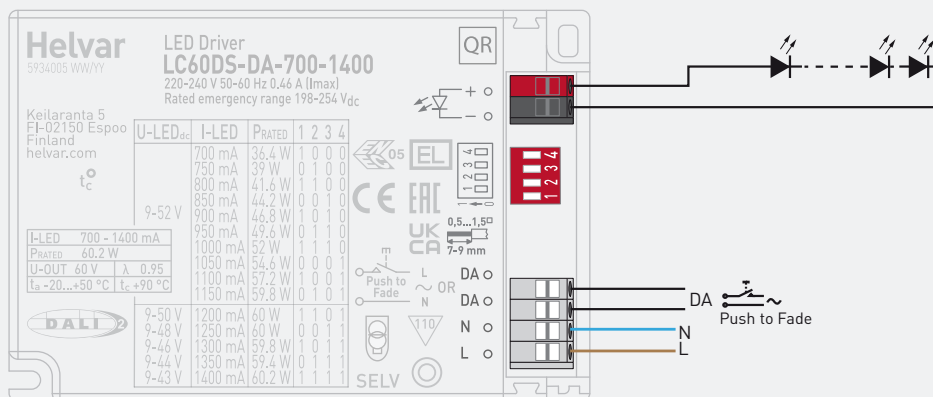 Helvar
5934005 WW/YY
LED Driver
LC60DS-DA-700-1400
220-240 V 50-60 Hz 0.46 A (Imax)
Rated emergency range 198-254 Vdc
QR
+
−
Keilaranta 5
FI-02150 Espoo
Finland
helvar.com
tc
U-LEDdc I-LED PRATED 1 2 3 4
9-52 V
700 mA 36.4 W 1 0 0 0
750 mA 39 W 0 1 0 0
800 mA 41.6 W 1 1 0 0
850 mA 44.2 W 0 0 1 0
900 mA 46.8 W 1 0 1 0
950 mA 49.6 W 0 1 1 0
1000 mA 52 W 1 1 1 0
1050 mA 54.6 W 0 0 0 1
1100 mA 57.2 W 1 0 0 1
1150 mA 59.8 W 0 1 0 1
9-50 V 1200 mA 60 W 1 1 0 1
9-48 V 1250 mA 60 W 0 0 1 1
9-46 V 1300 mA 59.8 W 1 0 1 1
9-44 V 1350 mA 59.4 W 0 1 1 1
9-43 V 1400 mA 60.2 W 1 1 1 1
I-LED 700 - 1400 mA
PRATED 60.2 W
U-OUT 60 V λ 0.95
ta -20...+50 °C tc +90 °C
DALI 2
05
EL
CE EAC
UK
CA
1 2 3 4
1 0
0,5...1,5
7-9 mm
m
Push to
Fade
L
~ OR
N
110
SELV
DA
DA
N
L
1 2 3 4
DA ~
Push to Fade
N
L